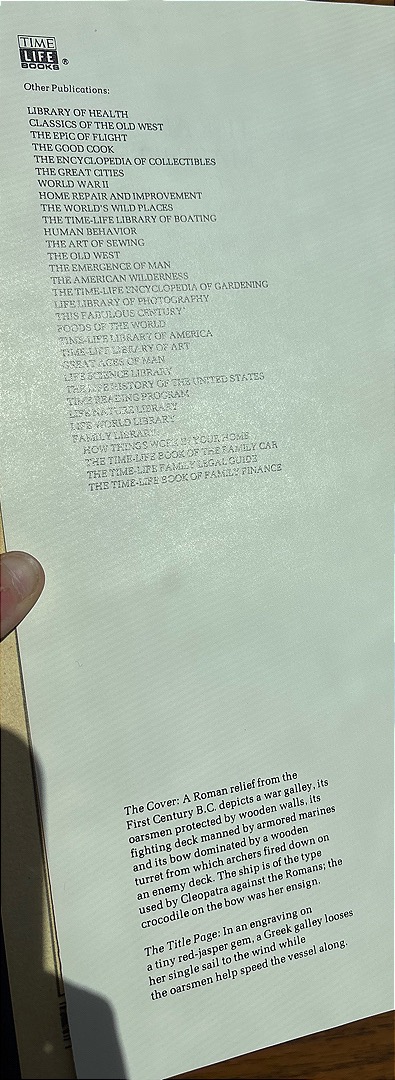 TIME
LIFE
BOOKS
®
Other Publications:
LIBRARY OF HEALTH
CLASSICS OF THE OLD WEST
THE EPIC OF FLIGHT
THE GOOD COOK
THE ENCYCLOPEDIA OF COLLECTIBLES
THE GREAT CITIES
WORLD WAR II
HOME REPAIR AND IMPROVEMENT
THE WORLD'S WILD PLACES
THE TIME-LIFE LIBRARY OF BOATING
HUMAN BEHAVIOR
THE ART OF SEWING
THE OLD WEST
THE EMERGENCE OF MAN
THE AMERICAN WILDERNESS
THE TIME-LIFE ENCYCLOPEDIA OF GARDENING
LIFE LIBRARY OF PHOTOGRAPHY
THIS FABULOUS CENTURY
FOODS OF THE WORLD
TIME-LIFE LIBRARY OF AMERICA
TIME-LIFE LIBRARY OF ART
GREAT AGES OF MAN
LIFE SCIENCE LIBRARY
THE LIFE HISTORY OF THE UNITED STATES
TIME READING PROGRAM
LIFE NATURE LIBRARY
LIFE WORLD LIBRARY
FAMILY LIBRARY:
HOW THINGS WORK IN YOUR HOME
THE TIME-LIFE BOOK OF THE FAMILY CAR
THE TIME-LIFE FAMILY LEGAL GUIDE
THE TIME-LIFE BOOK OF FAMILY FINANCE
The Cover: A Roman relief from the
First Century B.C. depicts a war galley, its
oarsmen protected by wooden walls, its
fighting deck manned by armored marines
and its bow dominated by a wooden
turret from which archers fired down on
an enemy deck. The ship is of the type
used by Cleopatra against the Romans; the
crocodile on the bow was her ensign.
The Title Page: In an engraving on
a tiny red-jasper gem, a Greek galley looses
her single sail to the wind while
the oarsmen help speed the vessel along.